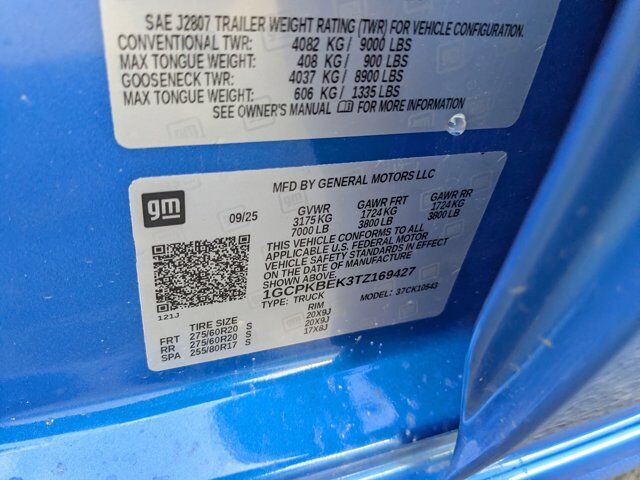 SAE J2807 TRAILER WEIGHT RATING (TWR) FOR VEHICLE CONFIGURATION.
CONVENTIONAL TWR: 4082 KG / 9000 LBS
MAX TONGUE WEIGHT: 408 KG / 900 LBS
GOOSENECK TWR: 4037 KG / 8900 LBS
MAX TONGUE WEIGHT: 606 KG / 1335 LBS
SEE OWNER'S MANUAL FOR MORE INFORMATION
gm
MFD BY GENERAL MOTORS LLC
09/25 GVWR GAWR FRT GAWR RR
3175 KG 1724 KG 1724 KG
7000 LB 3800 LB 3800 LB
THIS VEHICLE CONFORMS TO ALL
APPLICABLE U.S. FEDERAL MOTOR
VEHICLE SAFETY STANDARDS IN EFFECT
ON THE DATE OF MANUFACTURE
SHOWN ABOVE.
1GCPKBEK3TZ169427
TYPE: TRUCK MODEL: 37CK10543
121J
TIRE SIZE RIM
FRT 275/60R20 S 20X9J
RR 275/60R20 S 20X9J
SPA 255/80R17 S 17X8J